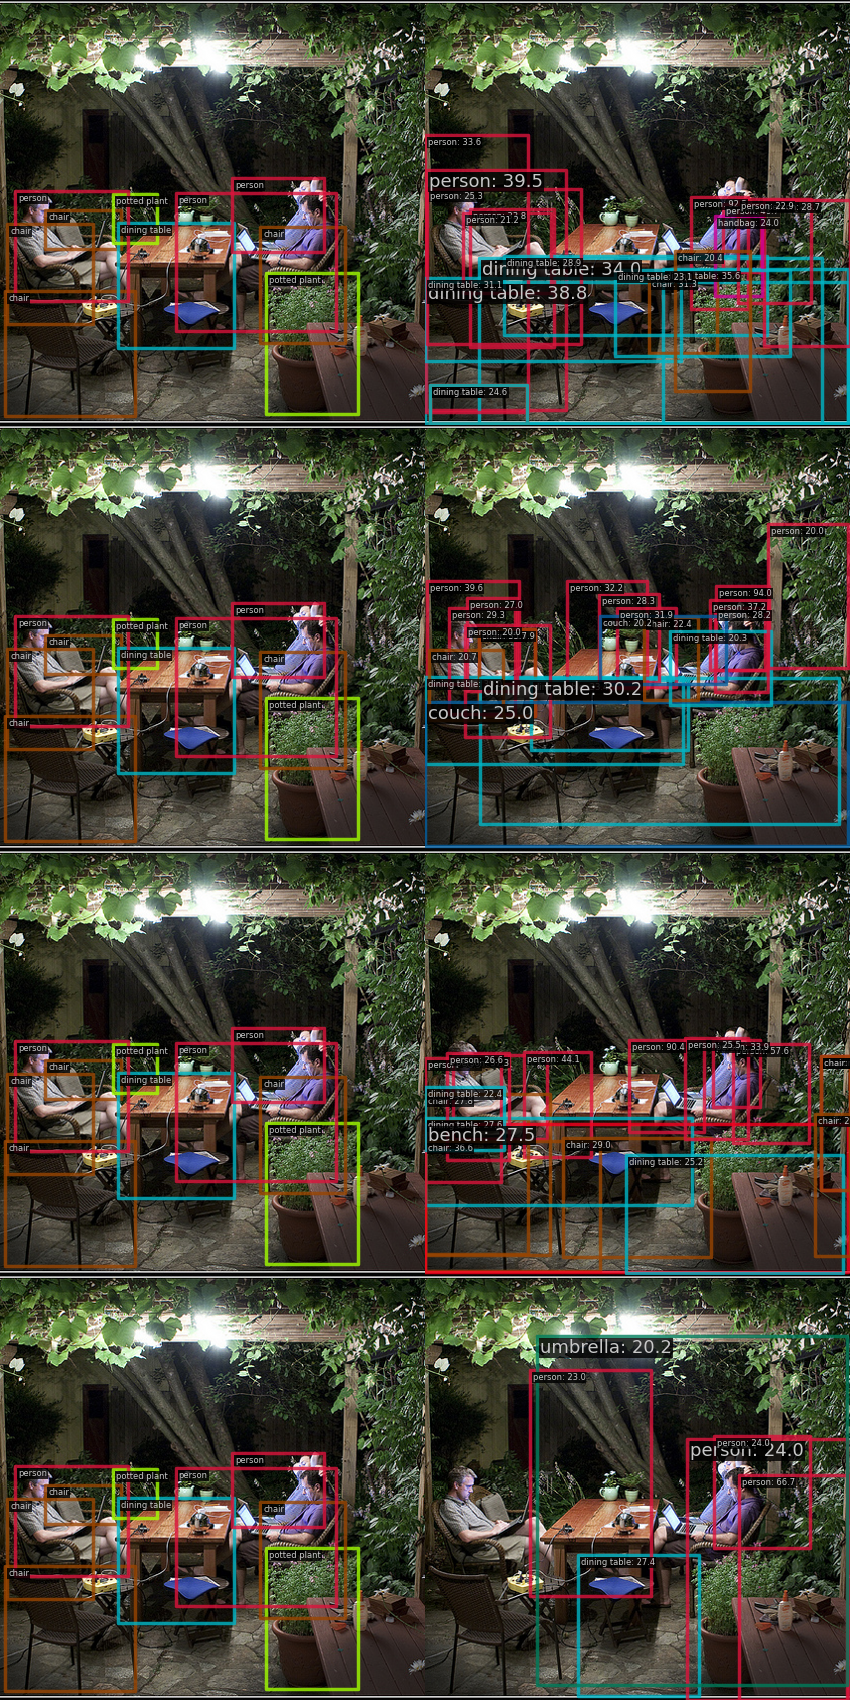 person
potted plant
person
person
chair
chair
dining table
chair
chair
potted plant
person: 33.6
person: 39.5
person: 25.3
person: 21.2
person: 22.9
28.7
handbag: 24.0
chair: 20.4
dining table: 28.9
dining table: 34.0
dining table: 23.1
table: 35.6
chair: 31.3
31.1
dining table: 38.8
dining table: 24.6
person
potted plant
person
person
chair
chair
dining table
chair
chair
potted plant
person: 20.0
person: 39.6
person: 32.2
person: 94.0
person: 27.0
person: 28.3
person: 29.3
person: 31.9
person: 37.2
person: 28.2
couch: 20.2
chair: 22.4
person: 20.0
7.9
dining table: 20.3
chair: 20.7
dining table:
dining table: 30.2
couch: 25.0
person
potted plant
person
person
chair
chair
dining table
chair
chair
potted plant
person: 26.6
person: 44.1
person: 90.4
person: 25.5
33.9
57.6
chair:
dining table: 22.4
chair: 27.8
dining table: 27.6
bench: 27.5
chair: 36.6
chair: 29.0
chair: 2
dining table: 25.2
person
potted plant
person
person
chair
chair
dining table
chair
chair
potted plant
umbrella: 20.2
person: 23.0
person: 24.0
person: 24.0
person: 66.7
dining table: 27.4